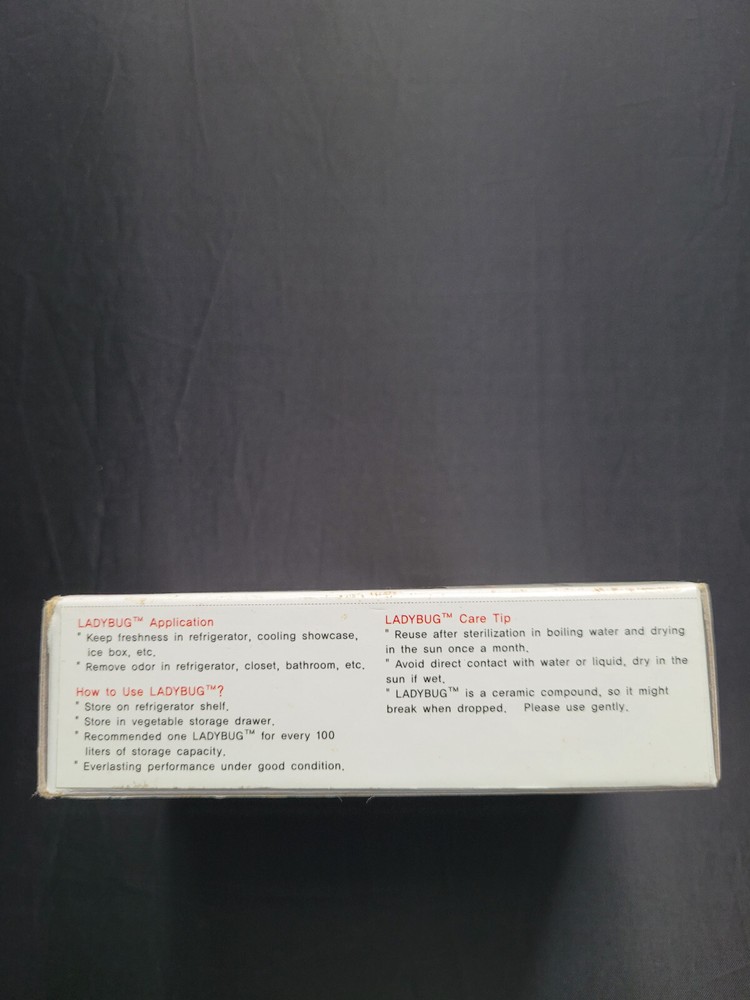 LADYBUG™ Application
* Keep freshness in refrigerator, cooling showcase,
ice box, etc.
* Remove odor in refrigerator, closet, bathroom, etc.
How to Use LADYBUG™?
* Store on refrigerator shelf.
* Store in vegetable storage drawer.
* Recommended one LADYBUG™ for every 100
liters of storage capacity.
* Everlasting performance under good condition.
LADYBUG™ Care Tip
* Reuse after sterilization in boiling water and drying
in the sun once a month.
* Avoid direct contact with water or liquid, dry in the
sun if wet.
* LADYBUG™ is a ceramic compound, so it might
break when dropped. Please use gently.